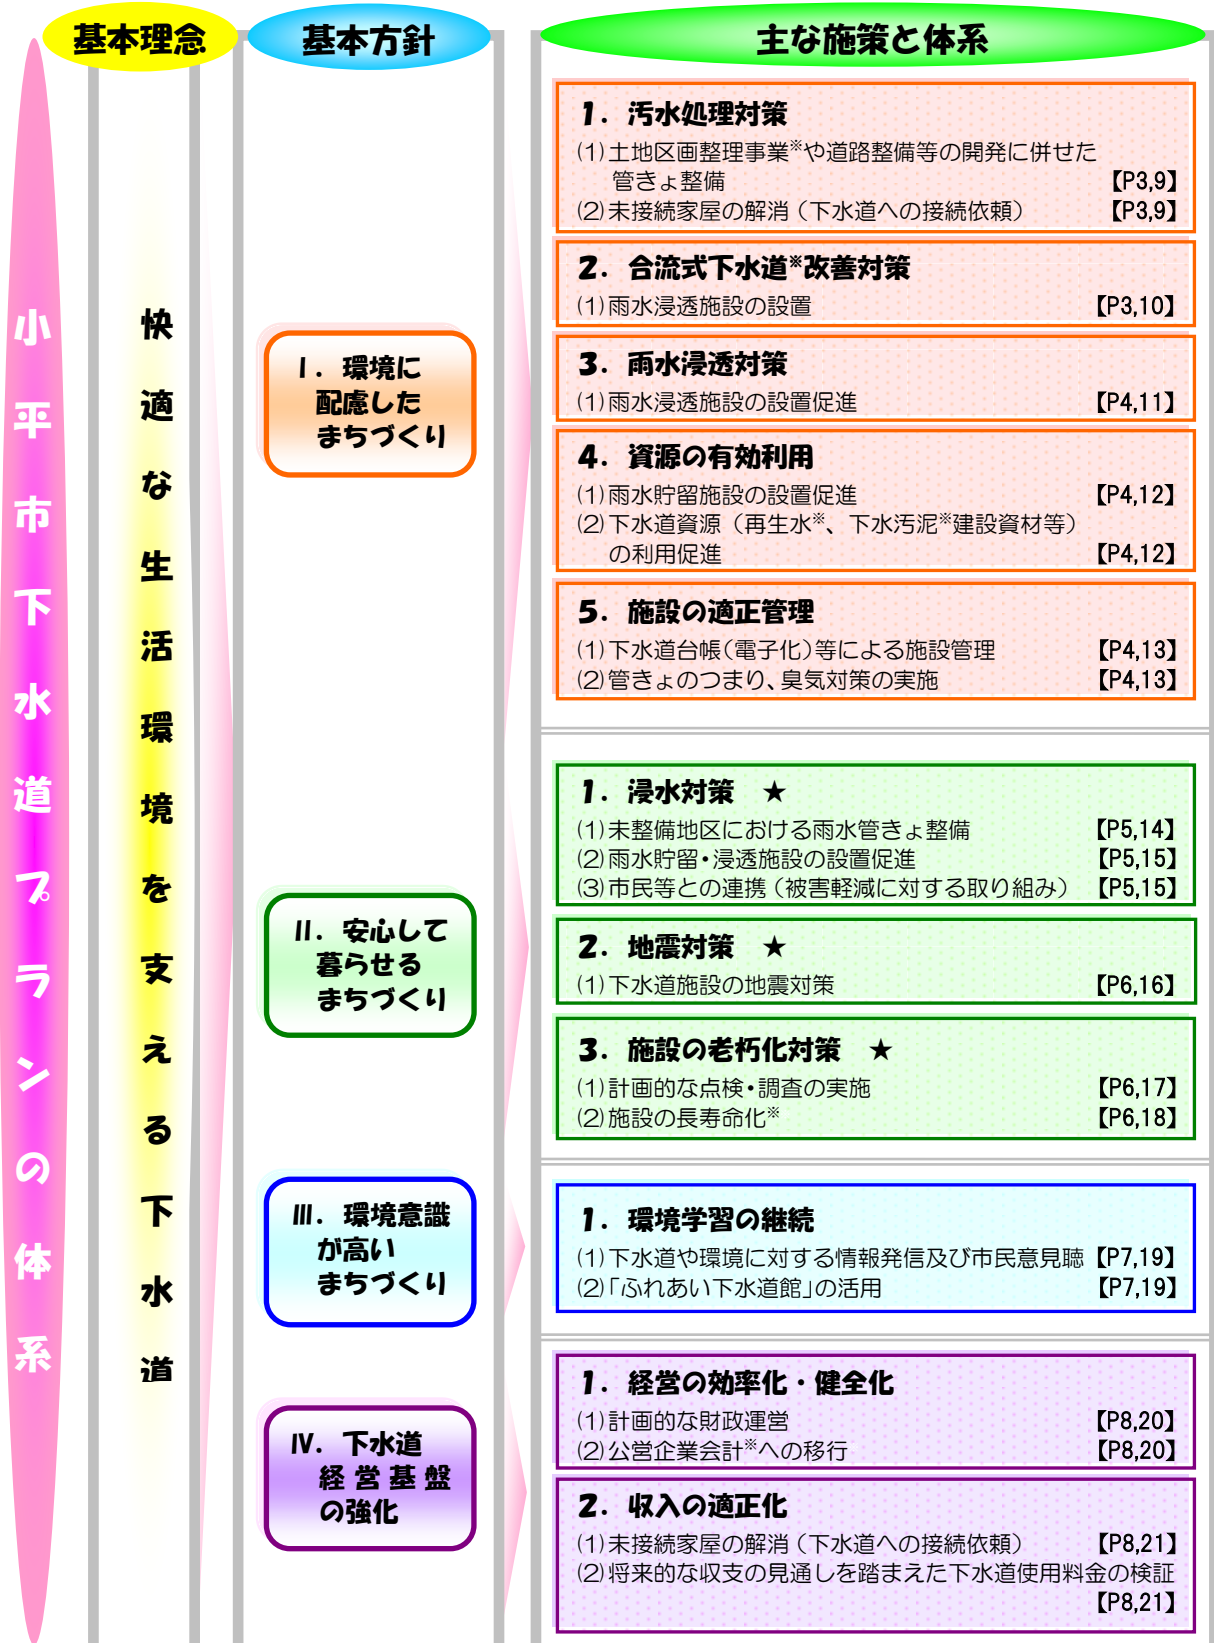 基本理念
基本方針
主な施策と体系
小平市下水道プランの体系
快適な生活環境を支える下水道
Ⅰ．環境に
配慮した
まちづくり
1．汚水処理対策
(1)土地区画整理事業※や道路整備等の開発に併せた
管きょ整備 【P3,9】
(2)未接続家屋の解消（下水道への接続依頼） 【P3,9】
2．合流式下水道※改善対策
(1)雨水浸透施設の設置 【P3,10】
3．雨水浸透対策
(1)雨水浸透施設の設置促進 【P4,11】
4．資源の有効利用
(1)雨水貯留施設の設置促進 【P4,12】
(2)下水道資源（再生水※、下水汚泥※建設資材等）
の利用促進 【P4,12】
5．施設の適正管理
(1)下水道台帳（電子化）等による施設管理 【P4,13】
(2)管きょのつまり、臭気対策の実施 【P4,13】
Ⅱ．安心して
暮らせる
まちづくり
1．浸水対策 ★
(1)未整備地区における雨水管きょ整備 【P5,14】
(2)雨水貯留・浸透施設の設置促進 【P5,15】
(3)市民等との連携（被害軽減に対する取り組み） 【P5,15】
2．地震対策 ★
(1)下水道施設の地震対策 【P6,16】
3．施設の老朽化対策 ★
(1)計画的な点検・調査の実施 【P6,17】
(2)施設の長寿命化※ 【P6,18】
Ⅲ．環境意識
が高い
まちづくり
1．環境学習の継続
(1)下水道や環境に対する情報発信及び市民意見聴 【P7,19】
(2)「ふれあい下水道館」の活用 【P7,19】
Ⅳ．下水道
経営基盤
の強化
1．経営の効率化・健全化
(1)計画的な財政運営 【P8,20】
(2)公営企業会計※への移行 【P8,20】
2．収入の適正化
(1)未接続家屋の解消（下水道への接続依頼） 【P8,21】
(2)将来的な収支の見通しを踏まえた下水道使用料金の検証
【P8,21】